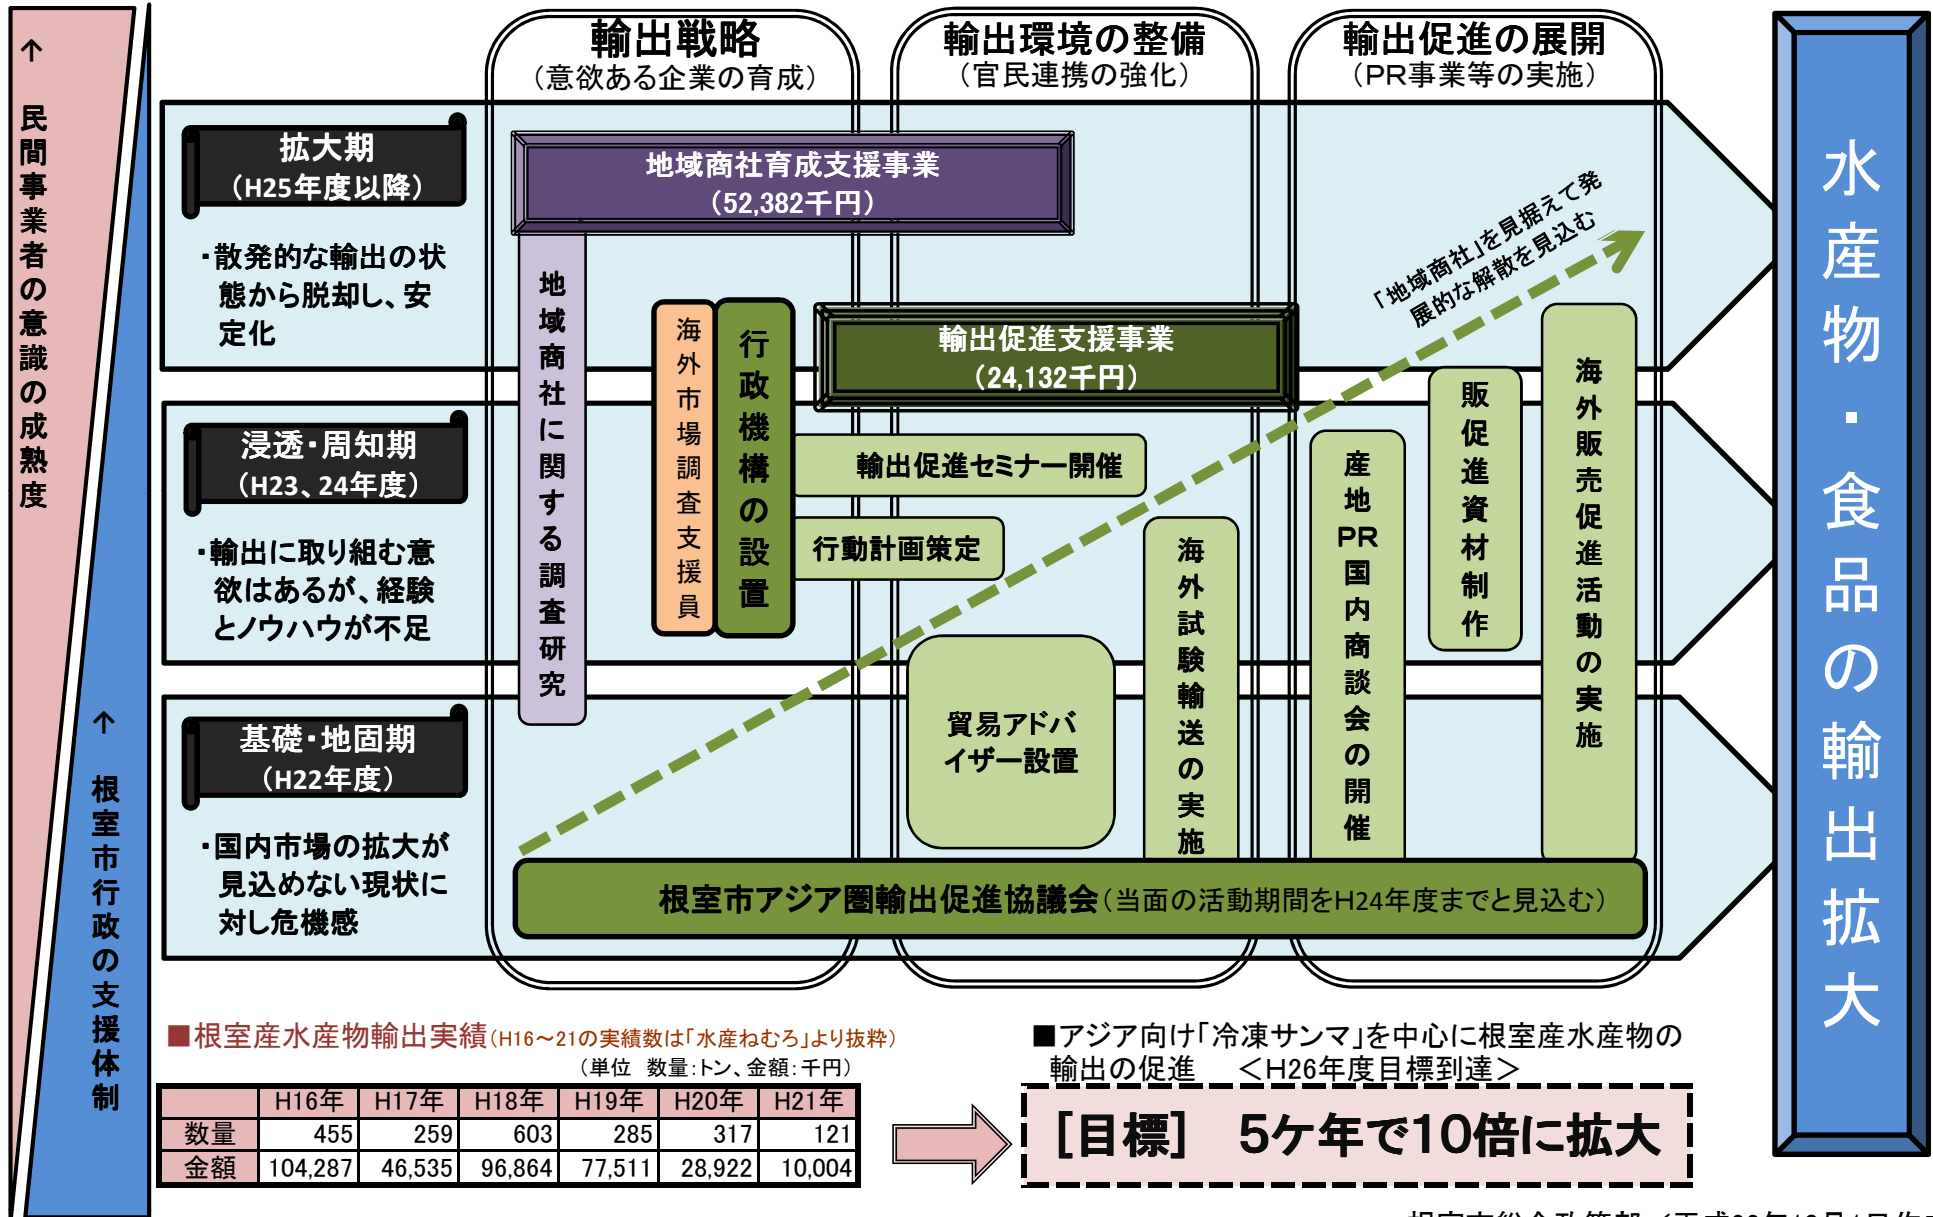 輸出戦略
（意欲ある企業の育成）
輸出環境の整備
（官民連携の強化）
輸出促進の展開
（ＰＲ事業等の実施）
↑ 民間事業者の意識の成熟度
↑ 根室市行政の支援体制
拡大期
（H25年度以降）
・散発的な輸出の状
態から脱却し、安
定化
浸透・周知期
（H23、24年度）
・輸出に取り組む意
欲はあるが、経験
とノウハウが不足
基礎・地固期
（H22年度）
・国内市場の拡大が
見込めない現状に
対し危機感
地域商社育成支援事業
（52,382千円）
地域商社に関する調査研究
海外市場調査支援員
行政機構の設置
輸出促進支援事業
（24,132千円）
輸出促進セミナー開催
行動計画策定
貿易アドバ
イザー設置
海外試験輸送の実施
産地ＰＲ国内商談会の開催
販促進資材制作
海外販売促進活動の実施
「地域商社」を見据えて発
展的な解散を見込む
根室市アジア圏輸出促進協議会（当面の活動期間をH24年度までと見込む）
水産物・食品の輸出拡大
■根室産水産物輸出実績（H16～21の実績数は「水産ねむろ」より抜粋）
（単位　数量：トン、金額：千円）
H16年 H17年 H18年 H19年 H20年 H21年
数量 455 259 603 285 317 121
金額 104,287 46,535 96,864 77,511 28,922 10,004
■アジア向け「冷凍サンマ」を中心に根室産水産物の
輸出の促進　＜H26年度目標到達＞
［目標］　５ケ年で１０倍に拡大